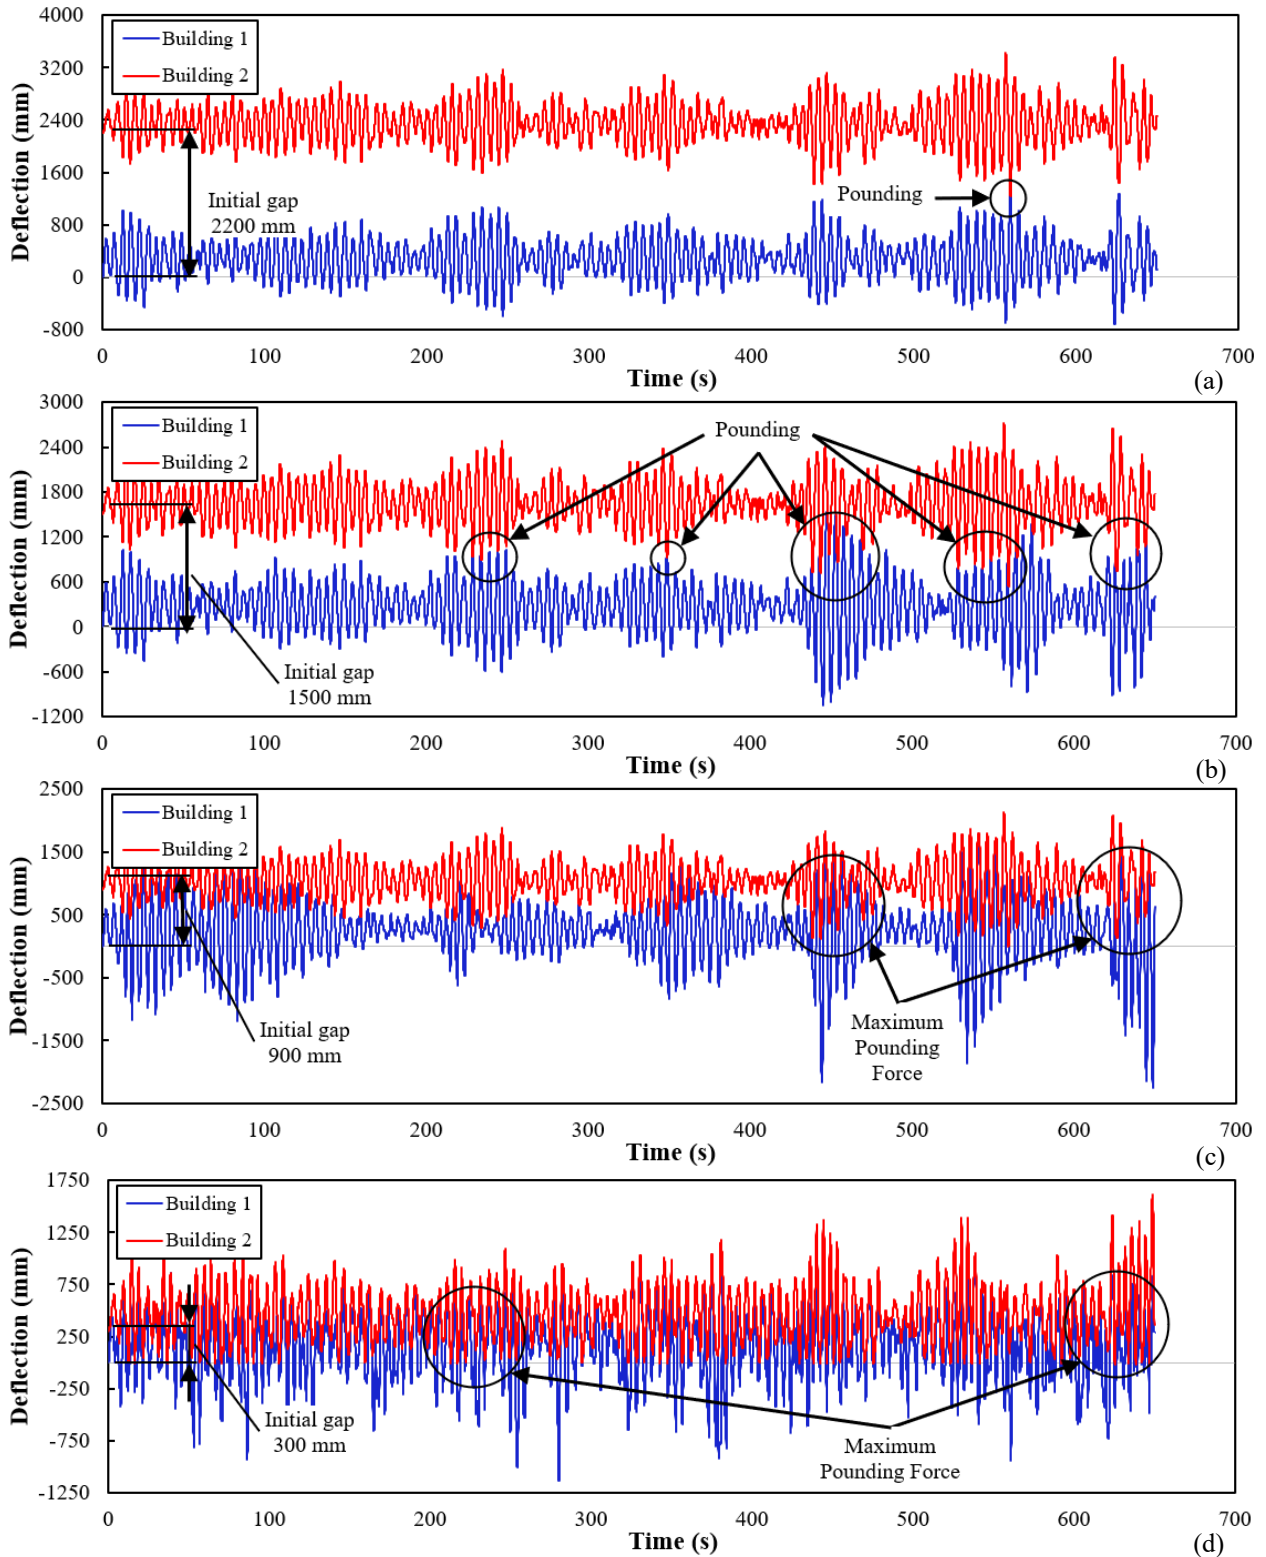 4000
3200
2400
1600
800
0
-800
Deflection (mm)
Building 1
Building 2
Initial gap
2200 mm
Pounding
0 100 200 300 400 500 600 700
Time (s)
(a)
3000
2400
1800
1200
600
0
-600
-1200
Deflection (mm)
Building 1
Building 2
Pounding
Initial gap
1500 mm
0 100 200 300 400 500 600 700
Time (s)
(b)
2500
1500
500
-500
-1500
-2500
Deflection (mm)
Building 1
Building 2
Initial gap
900 mm
Maximum
Pounding
Force
0 100 200 300 400 500 600 700
Time (s)
(c)
1750
1250
750
250
-250
-750
-1250
Deflection (mm)
Building 1
Building 2
Initial gap
300 mm
Maximum
Pounding Force
0 100 200 300 400 500 600 700
Time (s)
(d)